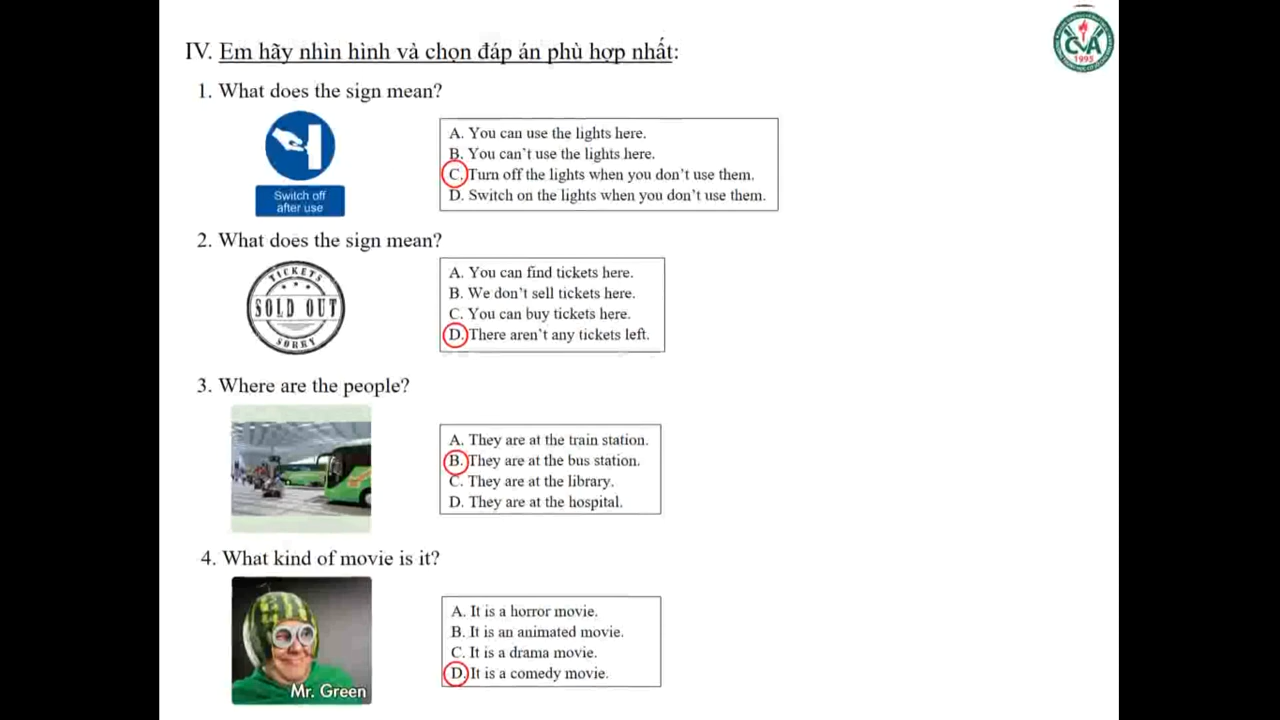 CVA
1995
IV. Em hãy nhìn hình và chọn đáp án phù hợp nhất:
1. What does the sign mean?
Switch off
after use
A. You can use the lights here.
B. You can't use the lights here.
C. Turn off the lights when you don't use them.
D. Switch on the lights when you don't use them.
2. What does the sign mean?
TICKETS
SOLD OUT
SORRY
A. You can find tickets here.
B. We don't sell tickets here.
C. You can buy tickets here.
D. There aren't any tickets left.
3. Where are the people?
A. They are at the train station.
B. They are at the bus station.
C. They are at the library.
D. They are at the hospital.
4. What kind of movie is it?
Mr. Green
A. It is a horror movie.
B. It is an animated movie.
C. It is a drama movie.
D. It is a comedy movie.